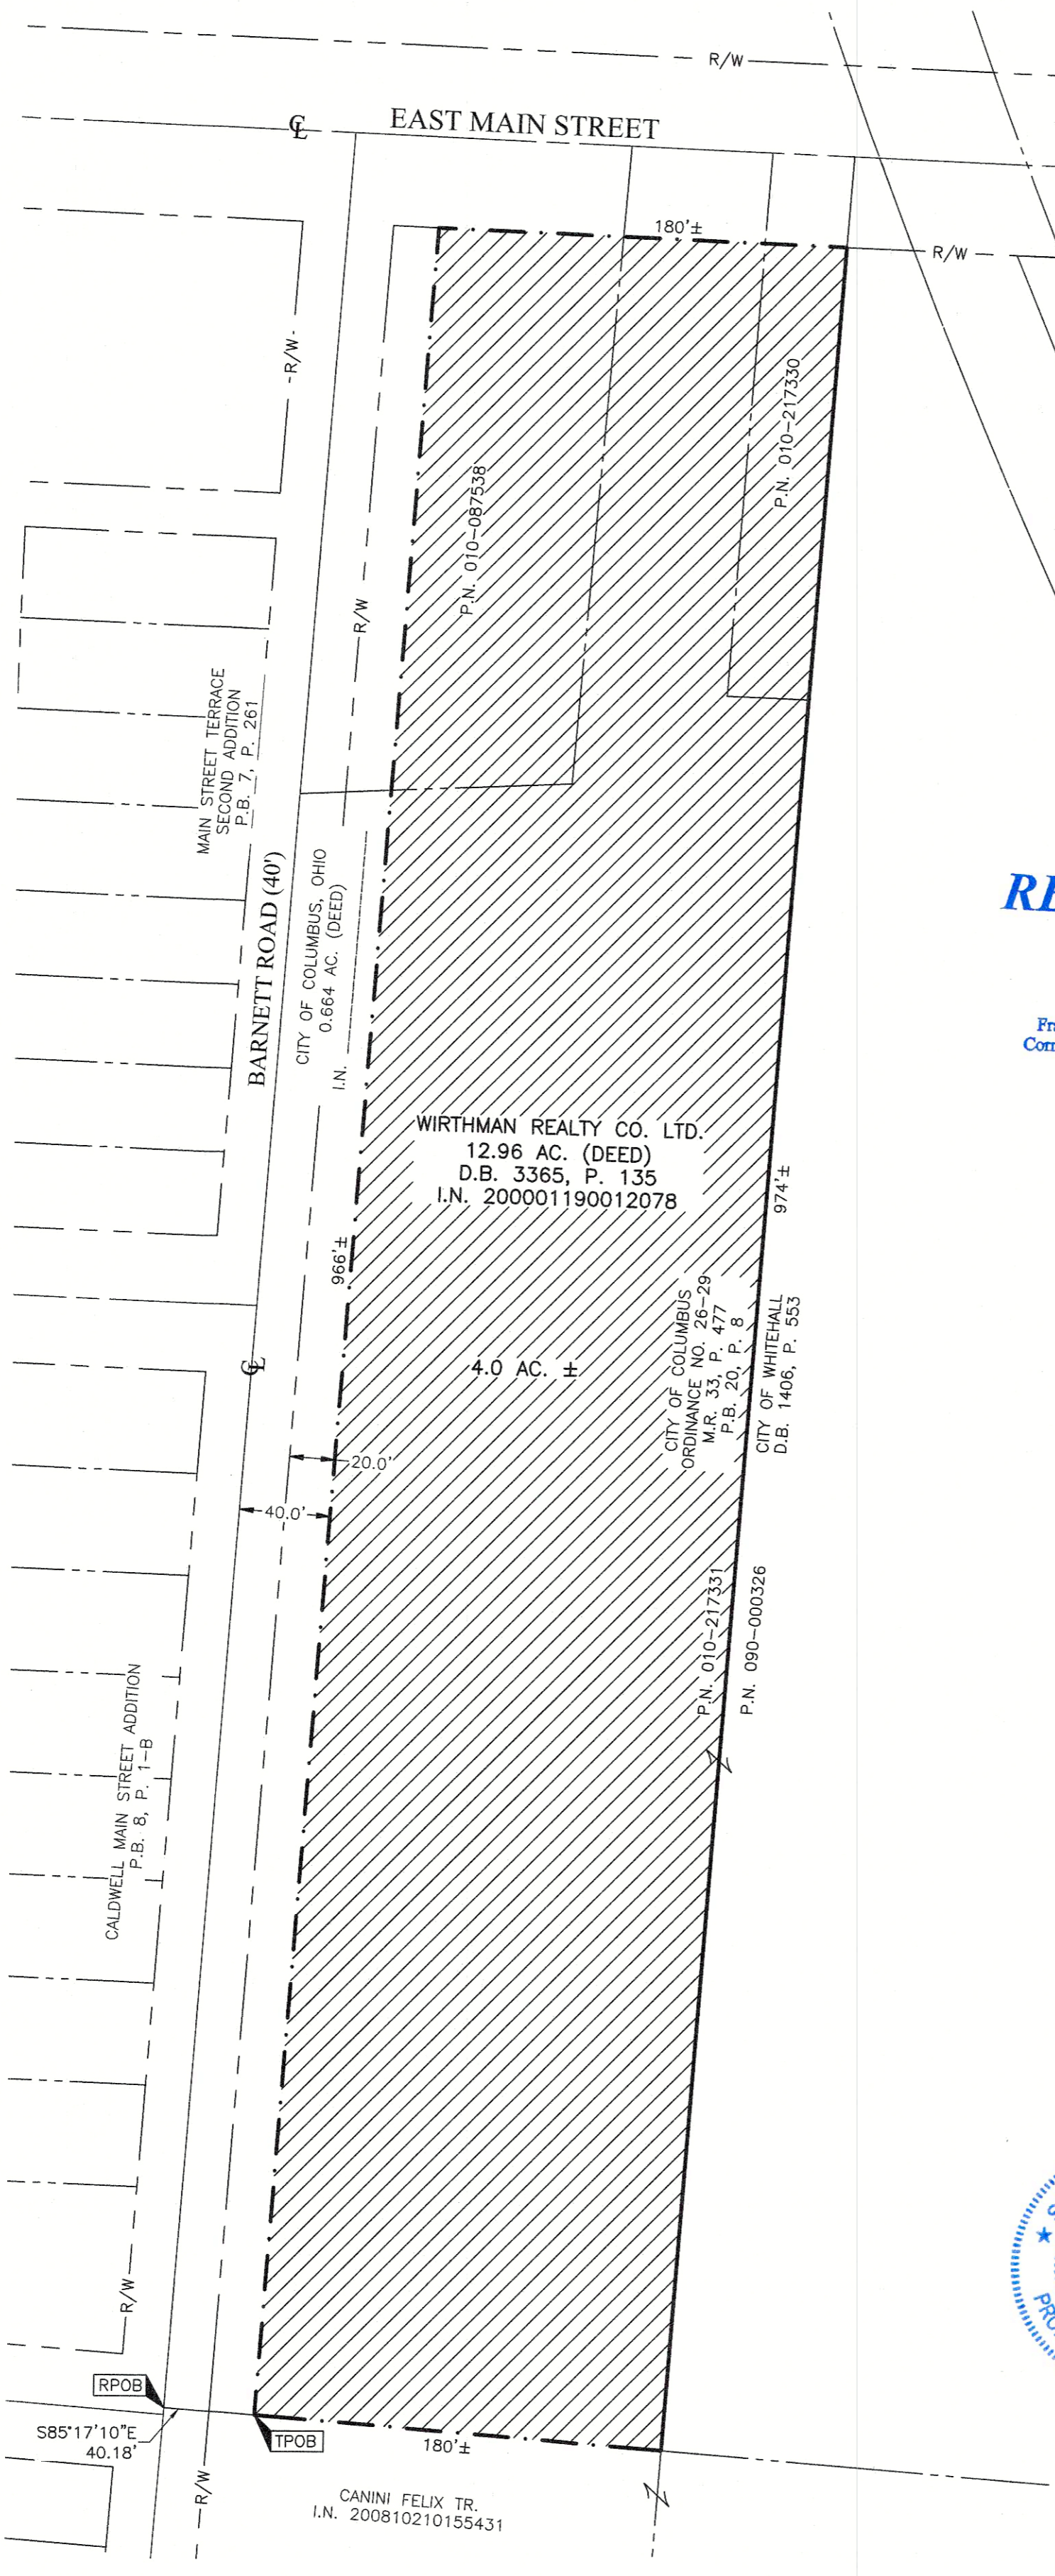 R/W
℄
EAST MAIN STREET
180'±
R/W
R/W
P.N. 010-217330
P.N. 010-087538
R/W
MAIN STREET TERRACE
SECOND ADDITION
P.B. 7, P. 261
BARNETT ROAD (40')
CITY OF COLUMBUS, OHIO
0.664 AC. (DEED)
I.N.
WIRTHMAN REALTY CO. LTD.
12.96 AC. (DEED)
D.B. 3365, P. 135
I.N. 200001190012078
974'±
966'±
CITY OF COLUMBUS
ORDINANCE NO. 26-29
M.R. 33, P. 477
P.B. 20, P. 8
CITY OF WHITEHALL
D.B. 1406, P. 553
℄
4.0 AC. ±
20.0'
40.0'
P.N. 010-217331
P.N. 090-000326
CALDWELL MAIN STREET ADDITION
P.B. 8, P. 1-B
R/W
RPOB
S85°17'10"E
40.18'
TPOB
180'±
R/W
CANINI FELIX TR.
I.N. 200810210155431